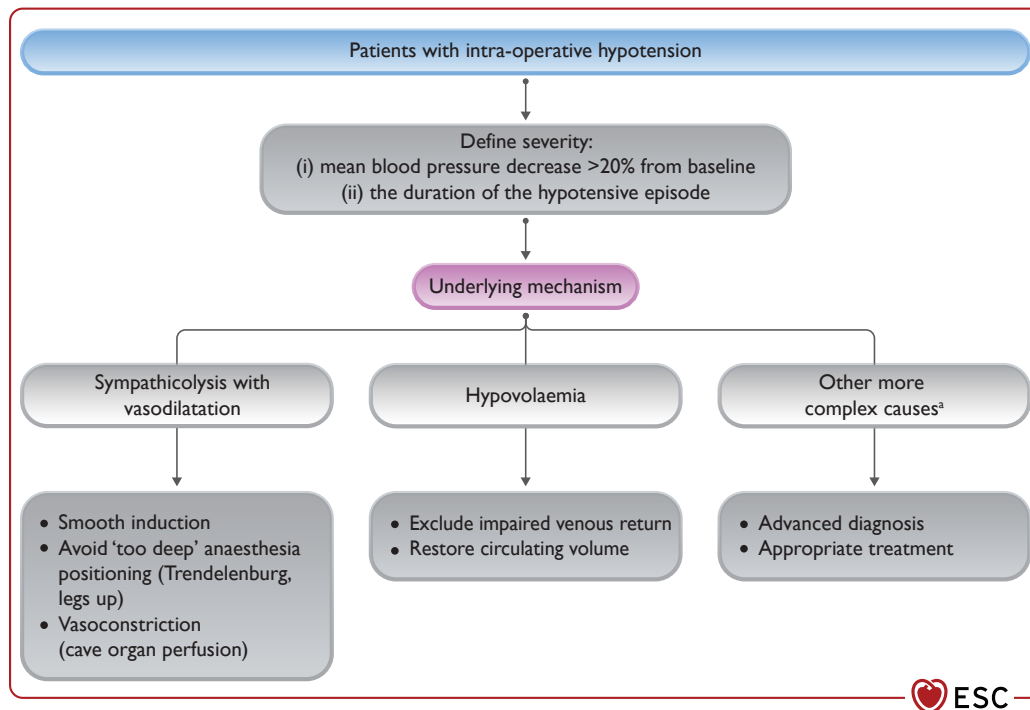 Patients with intra-operative hypotension
Define severity:
(i) mean blood pressure decrease >20% from baseline
(ii) the duration of the hypotensive episode
Underlying mechanism
Sympathicolysis with
vasodilatation
Hypovolaemia
Other more
complex causesᵃ
• Smooth induction
• Avoid ‘too deep’ anaesthesia
positioning (Trendelenburg,
legs up)
• Vasoconstriction
(cave organ perfusion)
• Exclude impaired venous return
• Restore circulating volume
• Advanced diagnosis
• Appropriate treatment
ESC